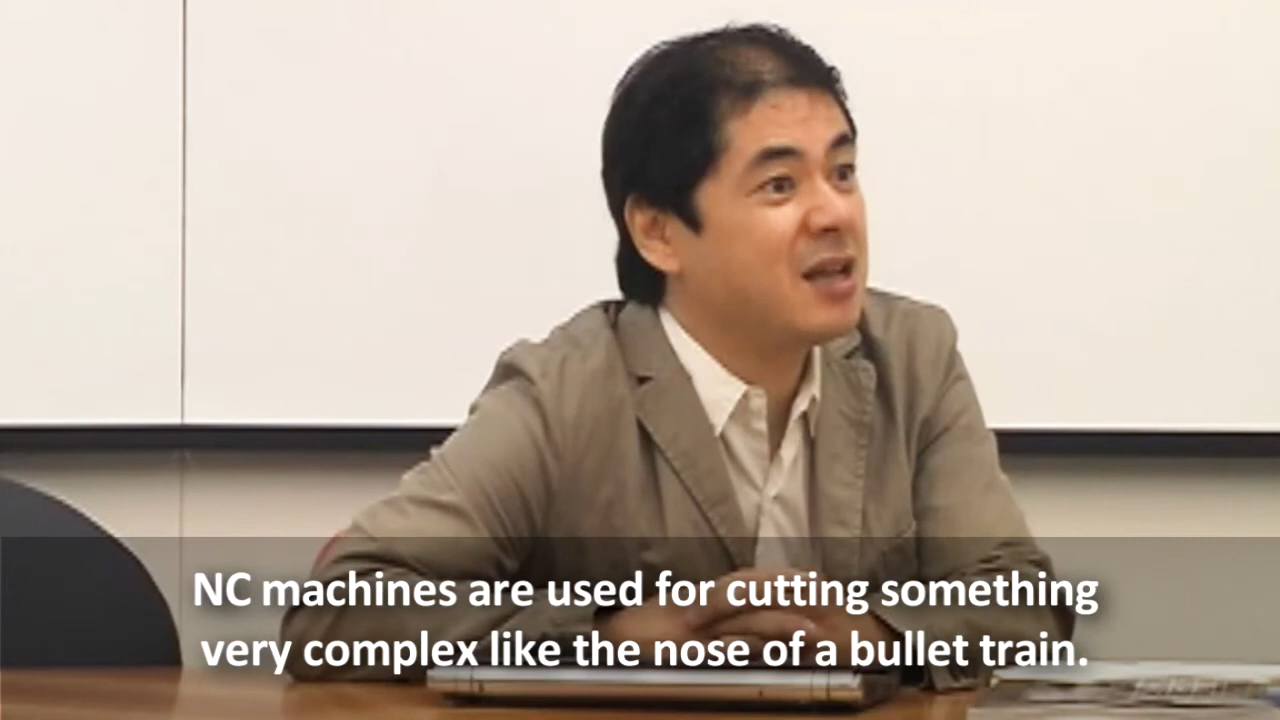 NC machines are used for cutting something
very complex like the nose of a bullet train.